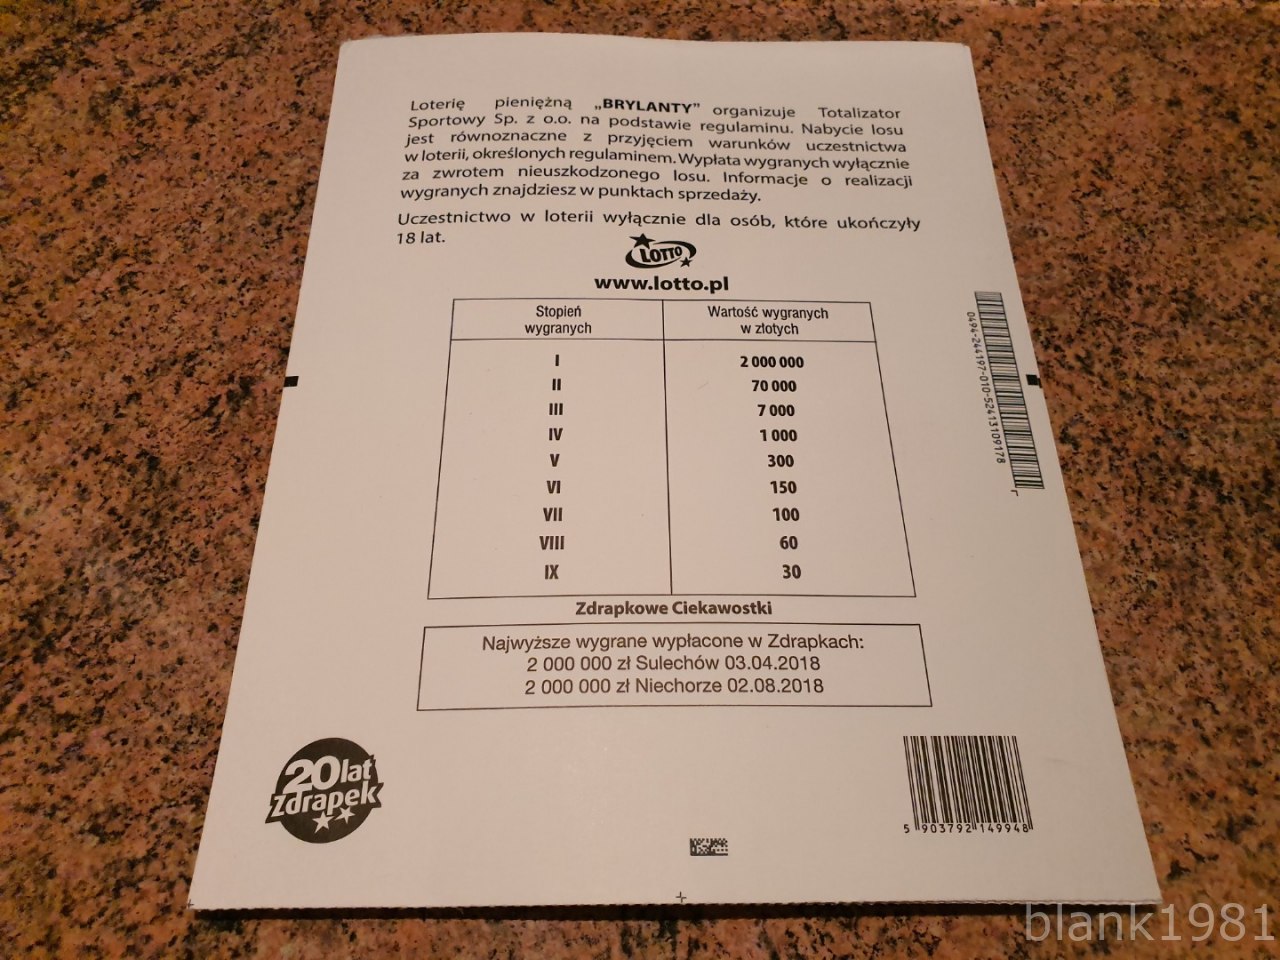 Loterię pieniężną „BRYLANTY” organizuje Totalizator
Sportowy Sp. z o.o. na podstawie regulaminu. Nabycie losu
jest równoznaczne z przyjęciem warunków uczestnictwa
w loterii, określonych regulaminem. Wypłata wygranych wyłącznie
za zwrotem nieuszkodzonego losu. Informacje o realizacji
wygranych znajdziesz w punktach sprzedaży.
Uczestnictwo w loterii wyłącznie dla osób, które ukończyły
18 lat.
LOTTO
www.lotto.pl
Stopień wygranych Wartość wygranych w złotych
I 2 000 000
II 70 000
III 7 000
IV 1 000
V 300
VI 150
VII 100
VIII 60
IX 30
0494-244197-010-52413109178
r
Zdrapkowe Ciekawostki
Najwyższe wygrane wypłacone w Zdrapkach:
2 000 000 zł Sulechów 03.04.2018
2 000 000 zł Niechorze 02.08.2018
20 lat
Zdrapek
5 903792 149948
blank1981